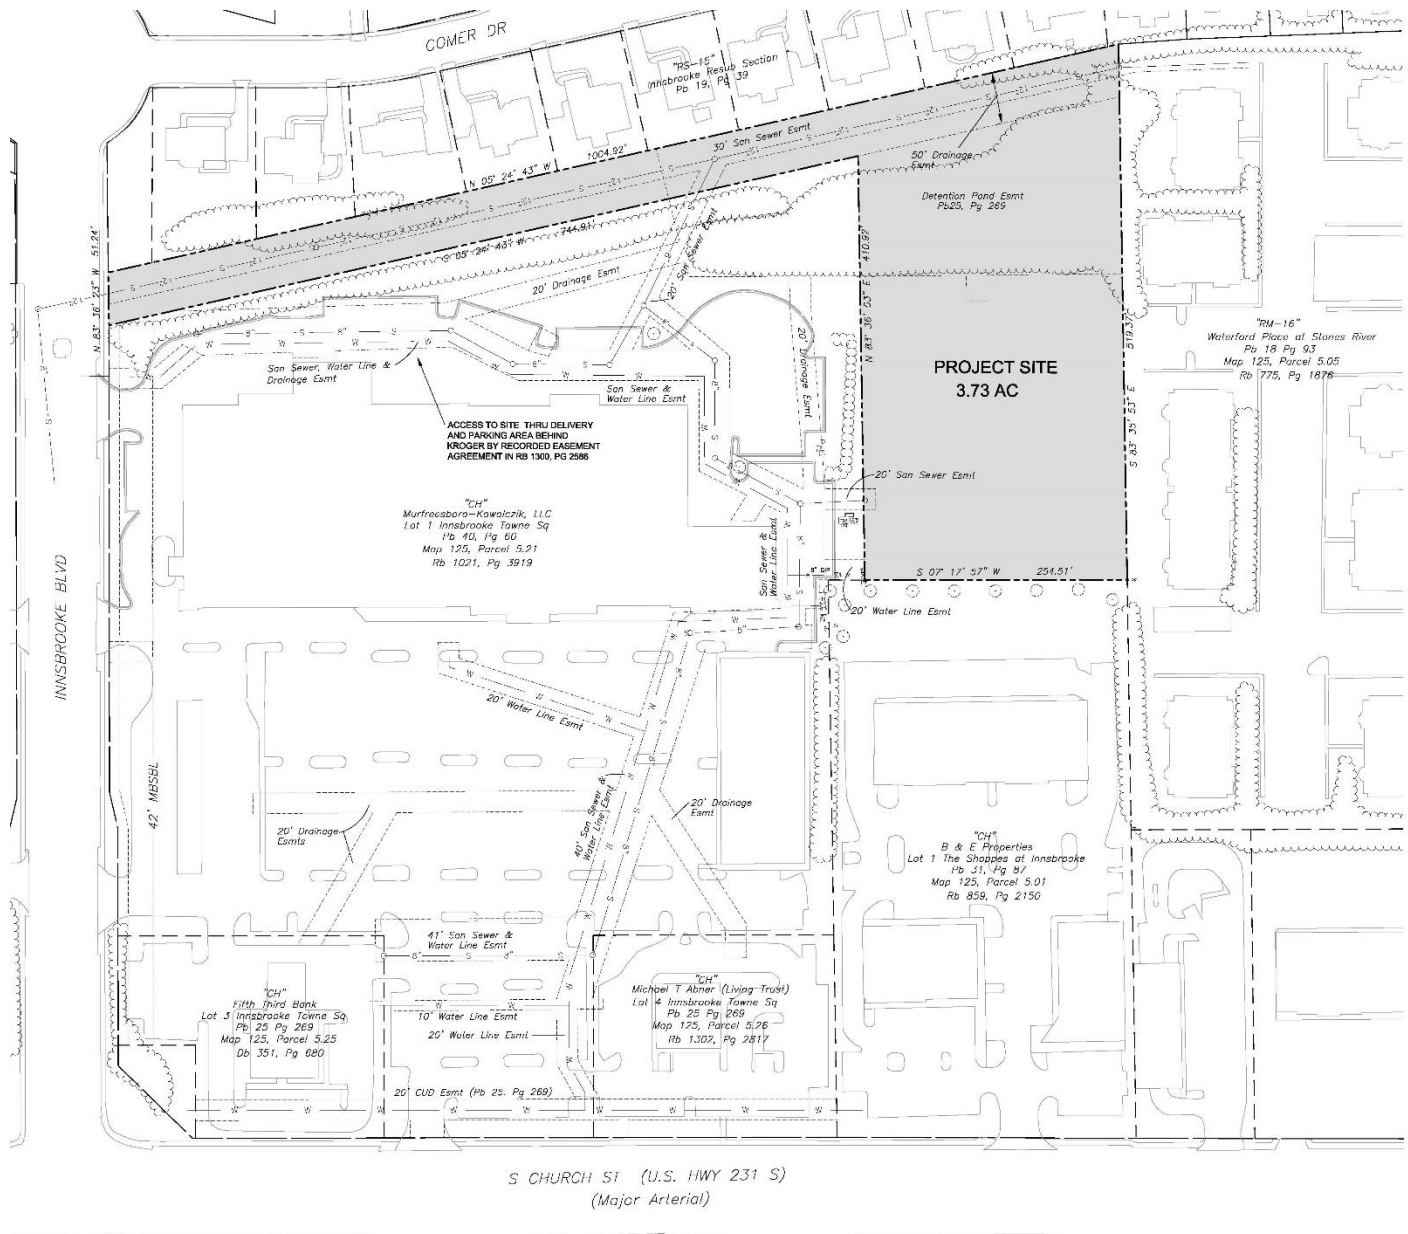 COMER DR
"RS-15"
Innsbrooke Resub Section
Pb 19, Pg 39
30' San Sewer Esmt
1004.92'
N 05° 24' 43" W
50' Drainage
Esmt
Detention Pond Esmt
Pb25, Pg 269
N 83° 16' 23" W 51.24'
S 05° 24' 43" W
744.91'
20' Drainage Esmt
20' San Sewer Esmt
N 83° 36' 03" E
410.92'
20' Drainage Esmt
519.37'
S 83° 35' 53" E
"RM-16"
Waterford Place at Stones River
Pb 18 Pg 93
Map 125, Parcel 5.05
Rb 775, Pg 1876
PROJECT SITE
3.73 AC
San Sewer, Water Line &
Drainage Esmt
San Sewer &
Water Line Esmt
ACCESS TO SITE THRU DELIVERY
AND PARKING AREA BEHIND
KROGER BY RECORDED EASEMENT
AGREEMENT IN RB 1300, PG 2586
20' San Sewer Esmt
"CH"
Murfreesboro-Kowalczik, LLC
Lot 1 Innsbrooke Towne Sq
Pb 40, Pg 60
Map 125, Parcel 5.21
Rb 1021, Pg 3919
San Sewer &
Water Line Esmt
S 07° 17' 57" W
254.51'
20' Water Line Esmt
INNSBROOKE BLVD
20' Water Line Esmt
42' MBSBL
40' San Sewer &
Water Line Esmt
20' Drainage
Esmt
20' Drainage
Esmts
"CH"
B & E Properties
Lot 1 The Shoppes at Innsbrooke
Pb 31, Pg 87
Map 125, Parcel 5.01
Rb 859, Pg 2150
41' San Sewer &
Water Line Esmt
"CH"
Fifth Third Bank
Lot 3 Innsbrooke Towne Sq
Pb 25 Pg 269
Map 125, Parcel 5.25
Db 351, Pg 680
"CH"
Michael T Abner (Living Trust)
Lot 4 Innsbrooke Towne Sq
Pb 25 Pg 269
Map 125, Parcel 5.26
Rb 1302, Pg 2817
10' Water Line Esmt
20' Water Line Esmt
20' CUD Esmt (Pb 25. Pg 269)
S CHURCH ST (U.S. HWY 231 S)
(Major Arterial)